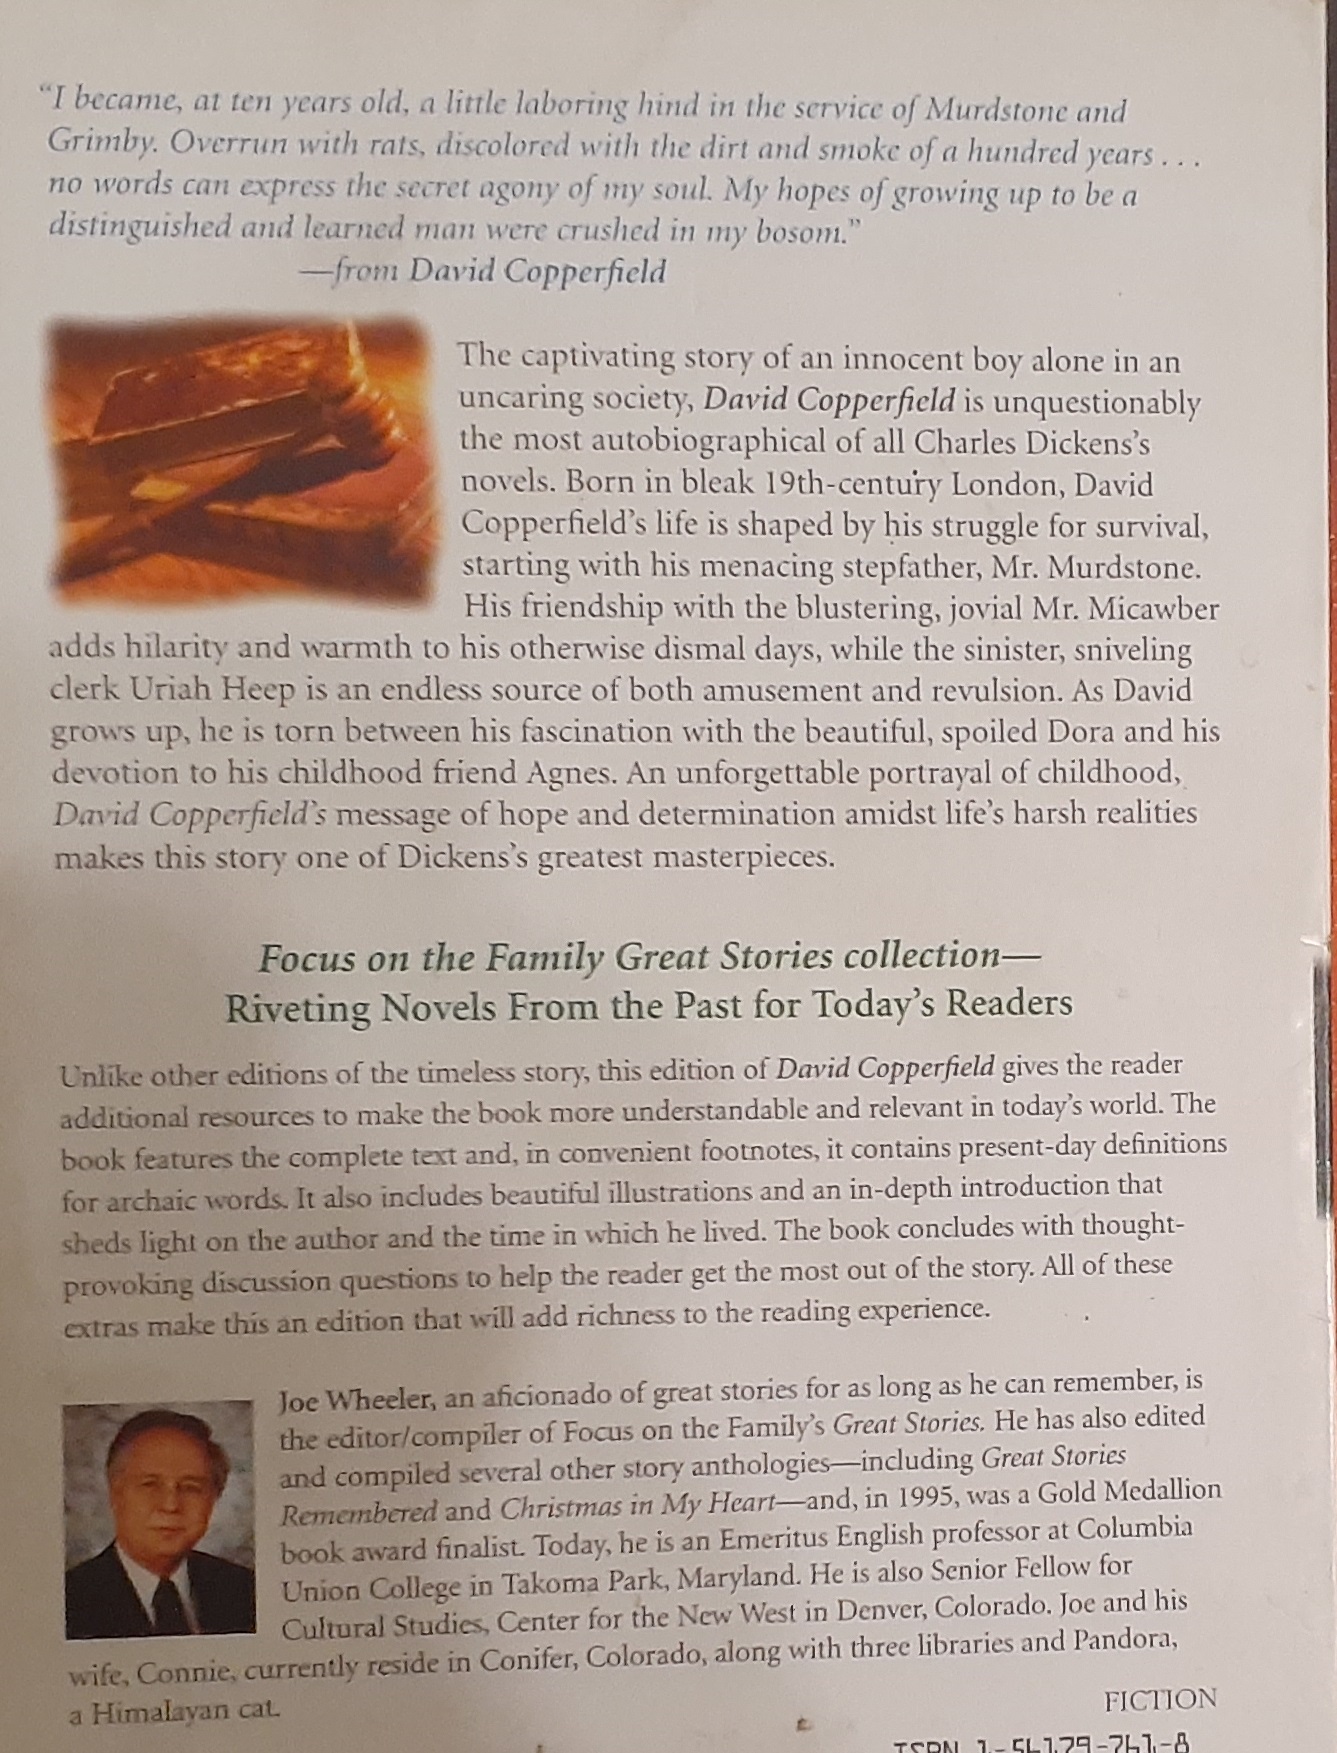 “I became, at ten years old, a little laboring hind in the service of Murdstone and
Grimby. Overrun with rats, discolored with the dirt and smoke of a hundred years . . .
no words can express the secret agony of my soul. My hopes of growing up to be a
distinguished and learned man were crushed in my bosom.”
—from David Copperfield
The captivating story of an innocent boy alone in an
uncaring society, David Copperfield is unquestionably
the most autobiographical of all Charles Dickens’s
novels. Born in bleak 19th-century London, David
Copperfield’s life is shaped by his struggle for survival,
starting with his menacing stepfather, Mr. Murdstone.
His friendship with the blustering, jovial Mr. Micawber
adds hilarity and warmth to his otherwise dismal days, while the sinister, sniveling
clerk Uriah Heep is an endless source of both amusement and revulsion. As David
grows up, he is torn between his fascination with the beautiful, spoiled Dora and his
devotion to his childhood friend Agnes. An unforgettable portrayal of childhood,
David Copperfield’s message of hope and determination amidst life’s harsh realities
makes this story one of Dickens’s greatest masterpieces.
Focus on the Family Great Stories collection—
Riveting Novels From the Past for Today’s Readers
Unlike other editions of the timeless story, this edition of David Copperfield gives the reader
additional resources to make the book more understandable and relevant in today’s world. The
book features the complete text and, in convenient footnotes, it contains present-day definitions
for archaic words. It also includes beautiful illustrations and an in-depth introduction that
sheds light on the author and the time in which he lived. The book concludes with thought-
provoking discussion questions to help the reader get the most out of the story. All of these
extras make this an edition that will add richness to the reading experience.
Joe Wheeler, an aficionado of great stories for as long as he can remember, is
the editor/compiler of Focus on the Family’s Great Stories. He has also edited
and compiled several other story anthologies—including Great Stories
Remembered and Christmas in My Heart—and, in 1995, was a Gold Medallion
book award finalist. Today, he is an Emeritus English professor at Columbia
Union College in Takoma Park, Maryland. He is also Senior Fellow for
Cultural Studies, Center for the New West in Denver, Colorado. Joe and his
wife, Connie, currently reside in Conifer, Colorado, along with three libraries and Pandora,
a Himalayan cat.
FICTION
ISBN 1-56179-761-8